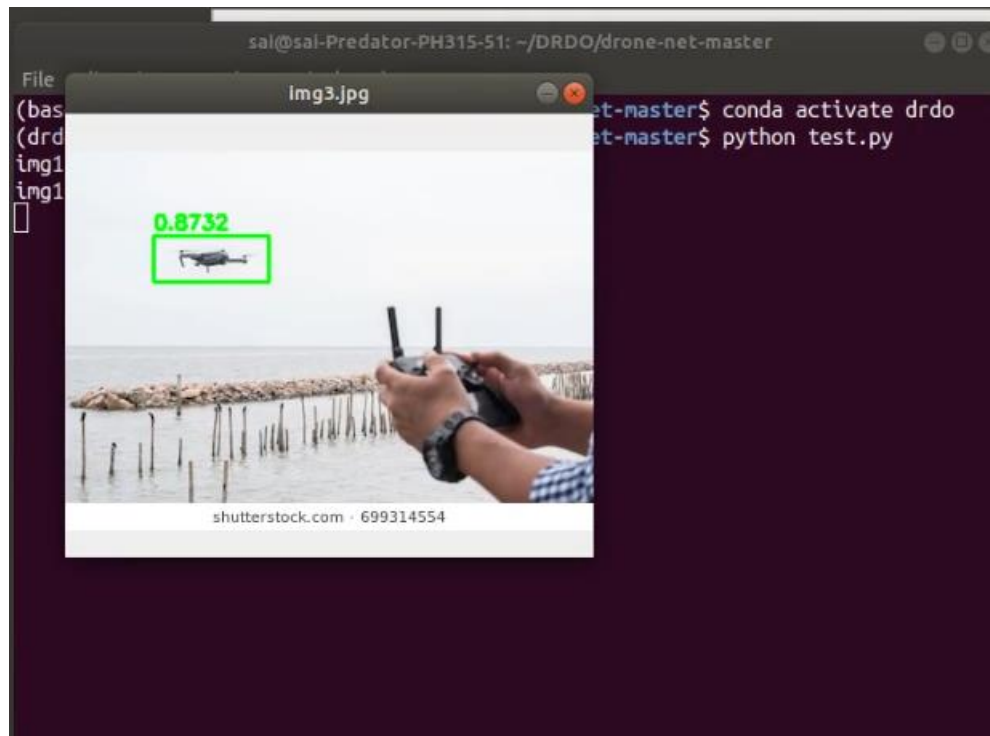 sai@sai-Predator-PH315-51: ~/DRDO/drone-net-master
File
img3.jpg
(bas et-master$ conda activate drdo
(drd et-master$ python test.py
img1
img1
0.8732
shutterstock.com · 699314554